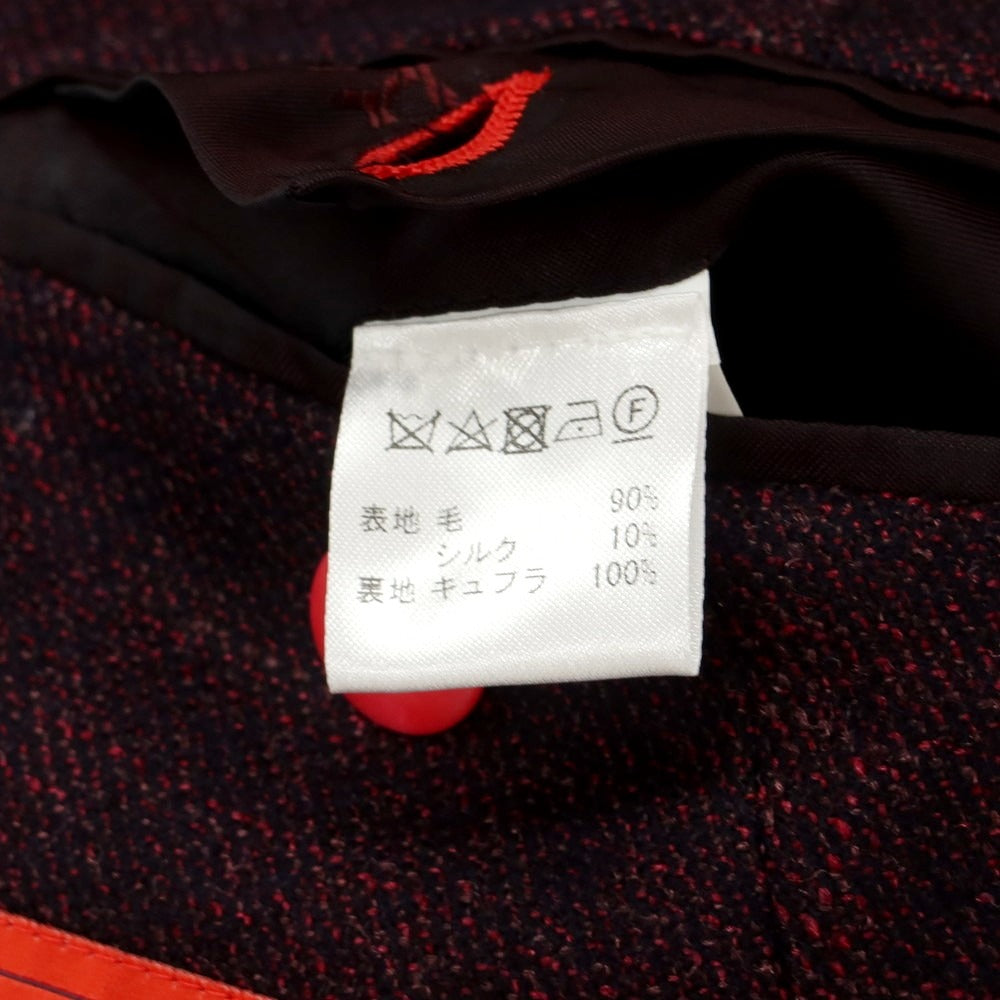 F
表地 毛 90%
シルク 10%
裏地 キュプラ 100%